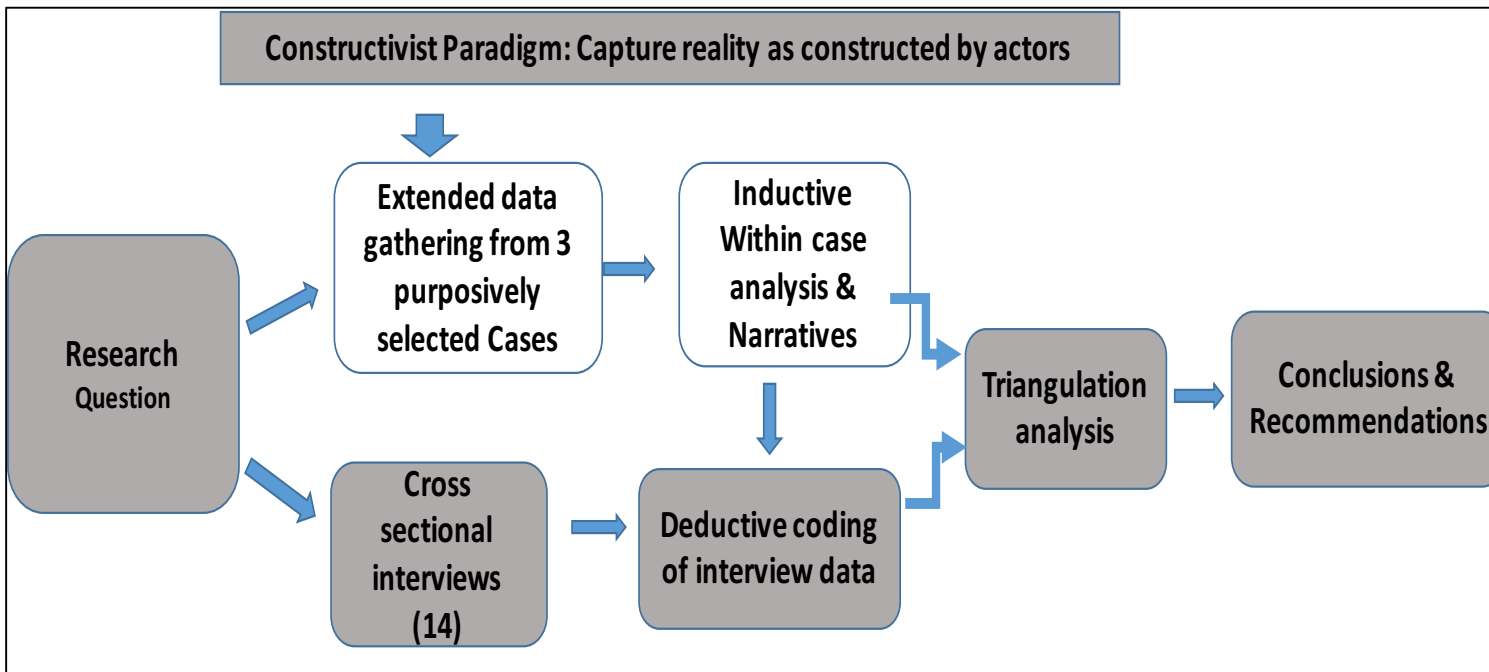 Constructivist Paradigm: Capture reality as constructed by actors
Extended data
gathering from 3
purposively
selected Cases
Inductive
Within case
analysis &
Narratives
Research
Question
Triangulation
analysis
Conclusions &
Recommendations
Cross
sectional
interviews
(14)
Deductive coding
of interview data